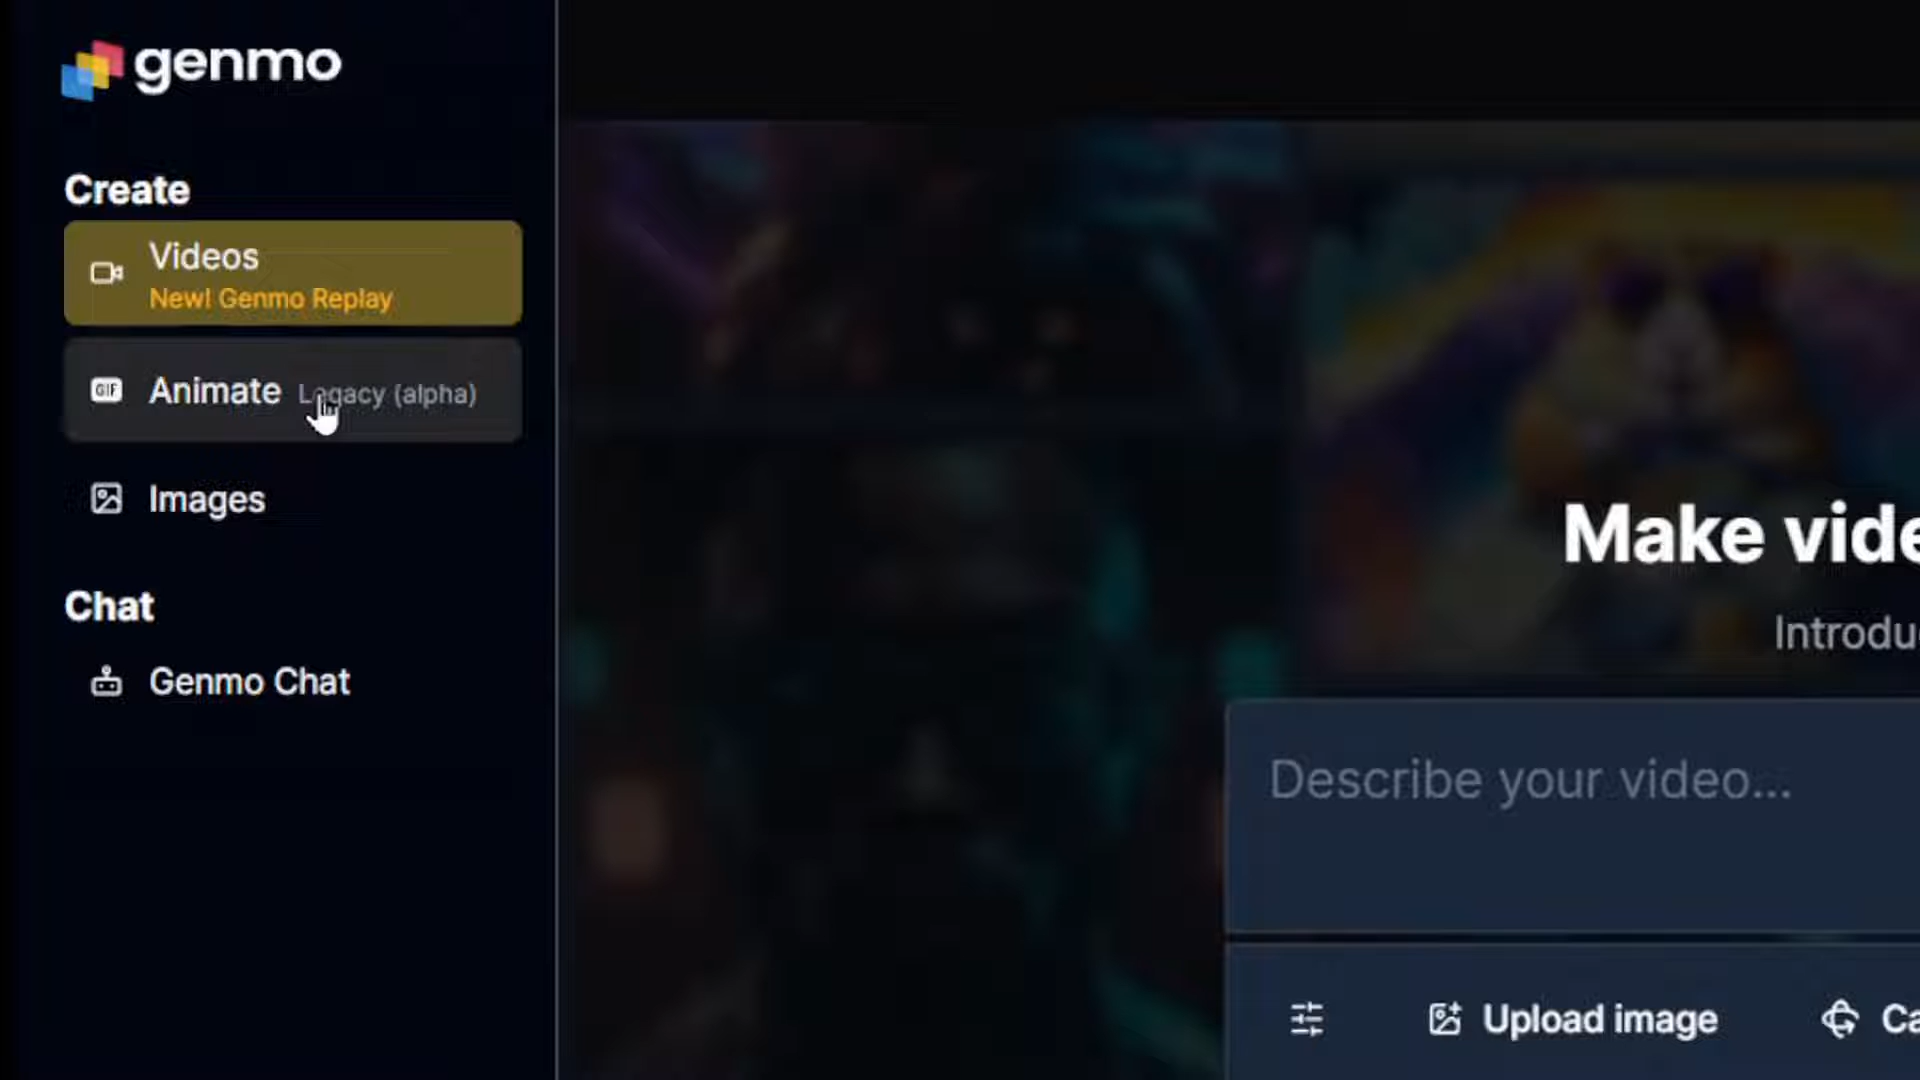 genmo
Create
Videos
New! Genmo Replay
GIF
Animate Legacy (alpha)
Images
Chat
Genmo Chat
Make vide
Introdu
Describe your video...
Upload image
Ca